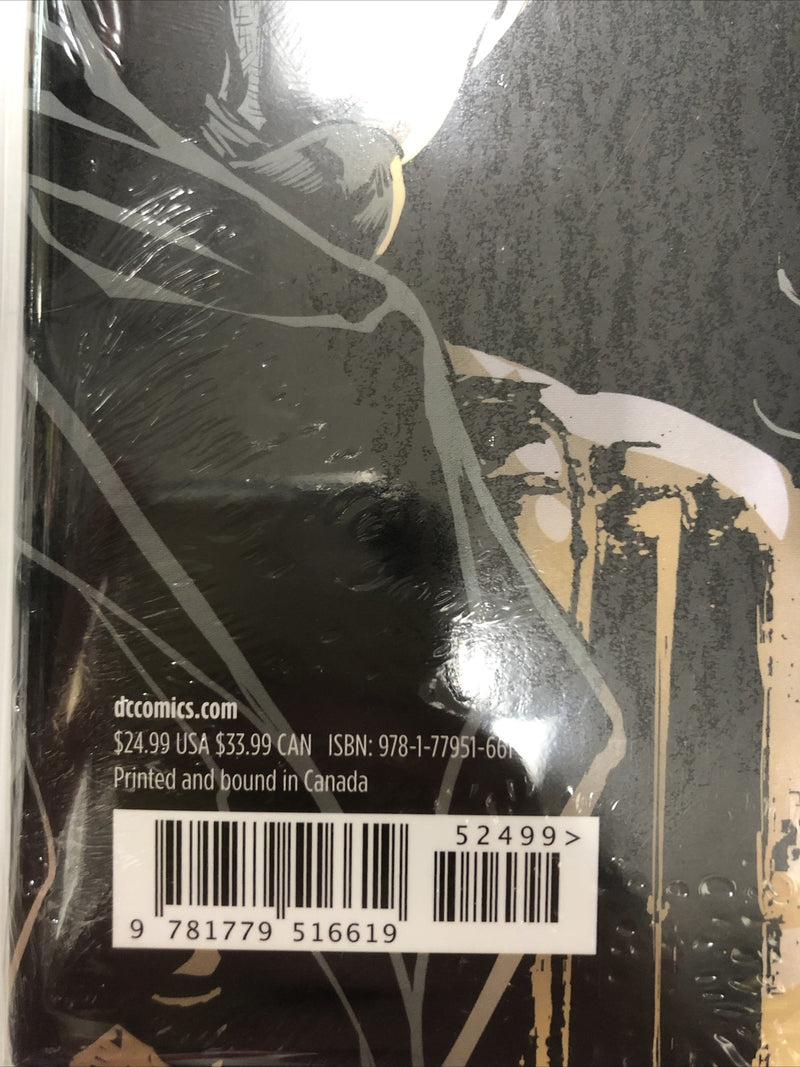 dccomics.com
$24.99 USA $33.99 CAN ISBN: 978-1-77951-661
Printed and bound in Canada
52499>
9 781779 516619